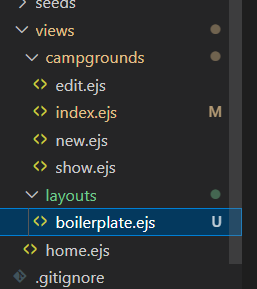 seeds
views
campgrounds
edit.ejs
index.ejs M
new.ejs
show.ejs
layouts
boilerplate.ejs U
home.ejs
.gitignore